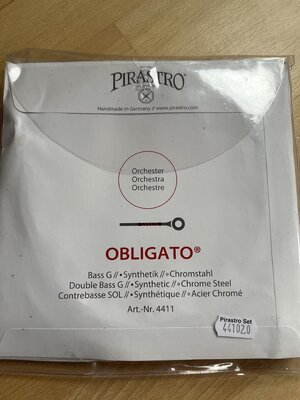 PIRASTRO®
Handmade in Germany // www.pirastro.com
Orchester
Orchestra
Orchestre
OBLIGATO®
Bass G//•Synthetik//◦Chromstahl
Double Bass G//•Synthetic//◦Chrome Steel
Contrebasse SOL//•Synthétique//◦Acier Chromé
Art.-Nr. 4411
Pirastro Set
441020